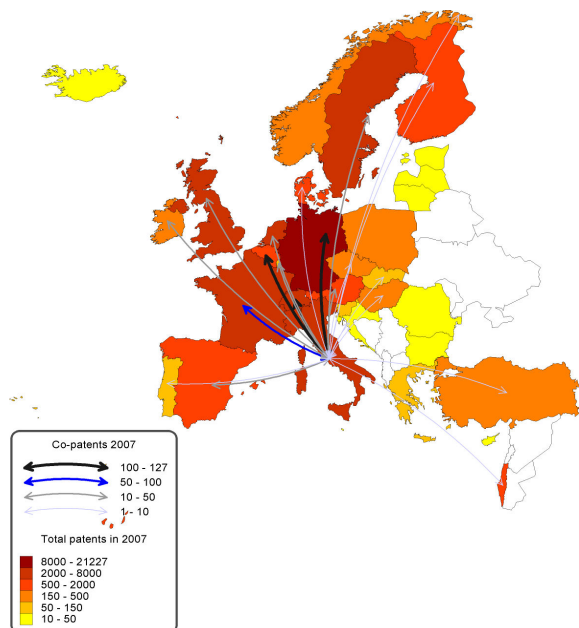 Co-patents 2007
100 - 127
50 - 100
10 - 50
1 - 10
Total patents in 2007
8000 - 21227
2000 - 8000
500 - 2000
150 - 500
50 - 150
10 - 50